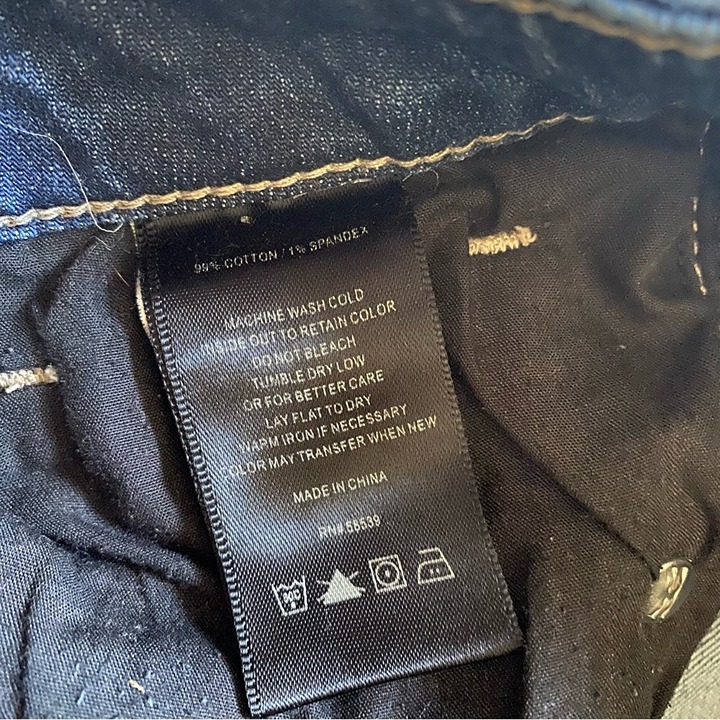 99% COTTON / 1% SPANDEX
MACHINE WASH COLD
INSIDE OUT TO RETAIN COLOR
DO NOT BLEACH
TUMBLE DRY LOW
OR FOR BETTER CARE
LAY FLAT TO DRY
WARM IRON IF NECESSARY
COLOR MAY TRANSFER WHEN NEW
MADE IN CHINA
RN# 58539